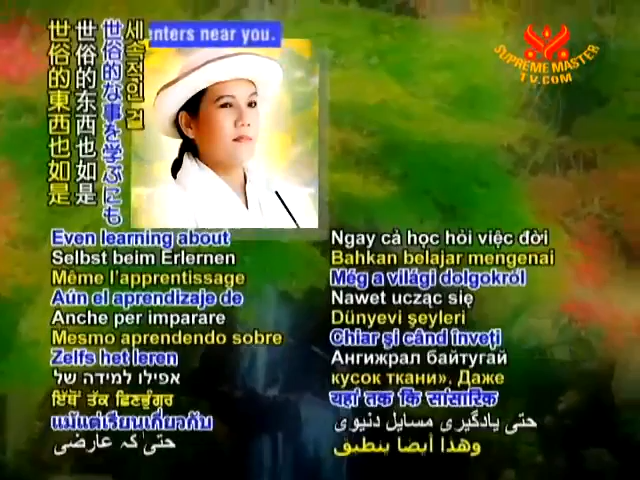 enters near you.
SUPREME MASTER
TV.COM
세속적인 걸
世俗的な事を学ぶにも
世俗的东西也如是
世俗的東西也如是
Even learning about
Selbst beim Erlernen
Même l'apprentissage
Aún el aprendizaje de
Anche per imparare
Mesmo aprendendo sobre
Zelfs het leren
אפילו למידה של
ਇੱਥੋਂ ਤੱਕ ਛਿਣਭੰਗਰ
แม้แต่เรียนเกี่ยวกับ
حتیٰ کہ عارضی
Ngay cả học hỏi việc đời
Bahkan belajar mengenai
Még a világi dolgokról
Nawet ucząc się
Dünyevi şeyleri
Chiar şi când înveţi
Ангижрал байтугай
кусок ткани». Даже
यहां तक कि सांसारिक
حتی یادگیری مسایل دنیوی
وهذا أيضا ينطبق